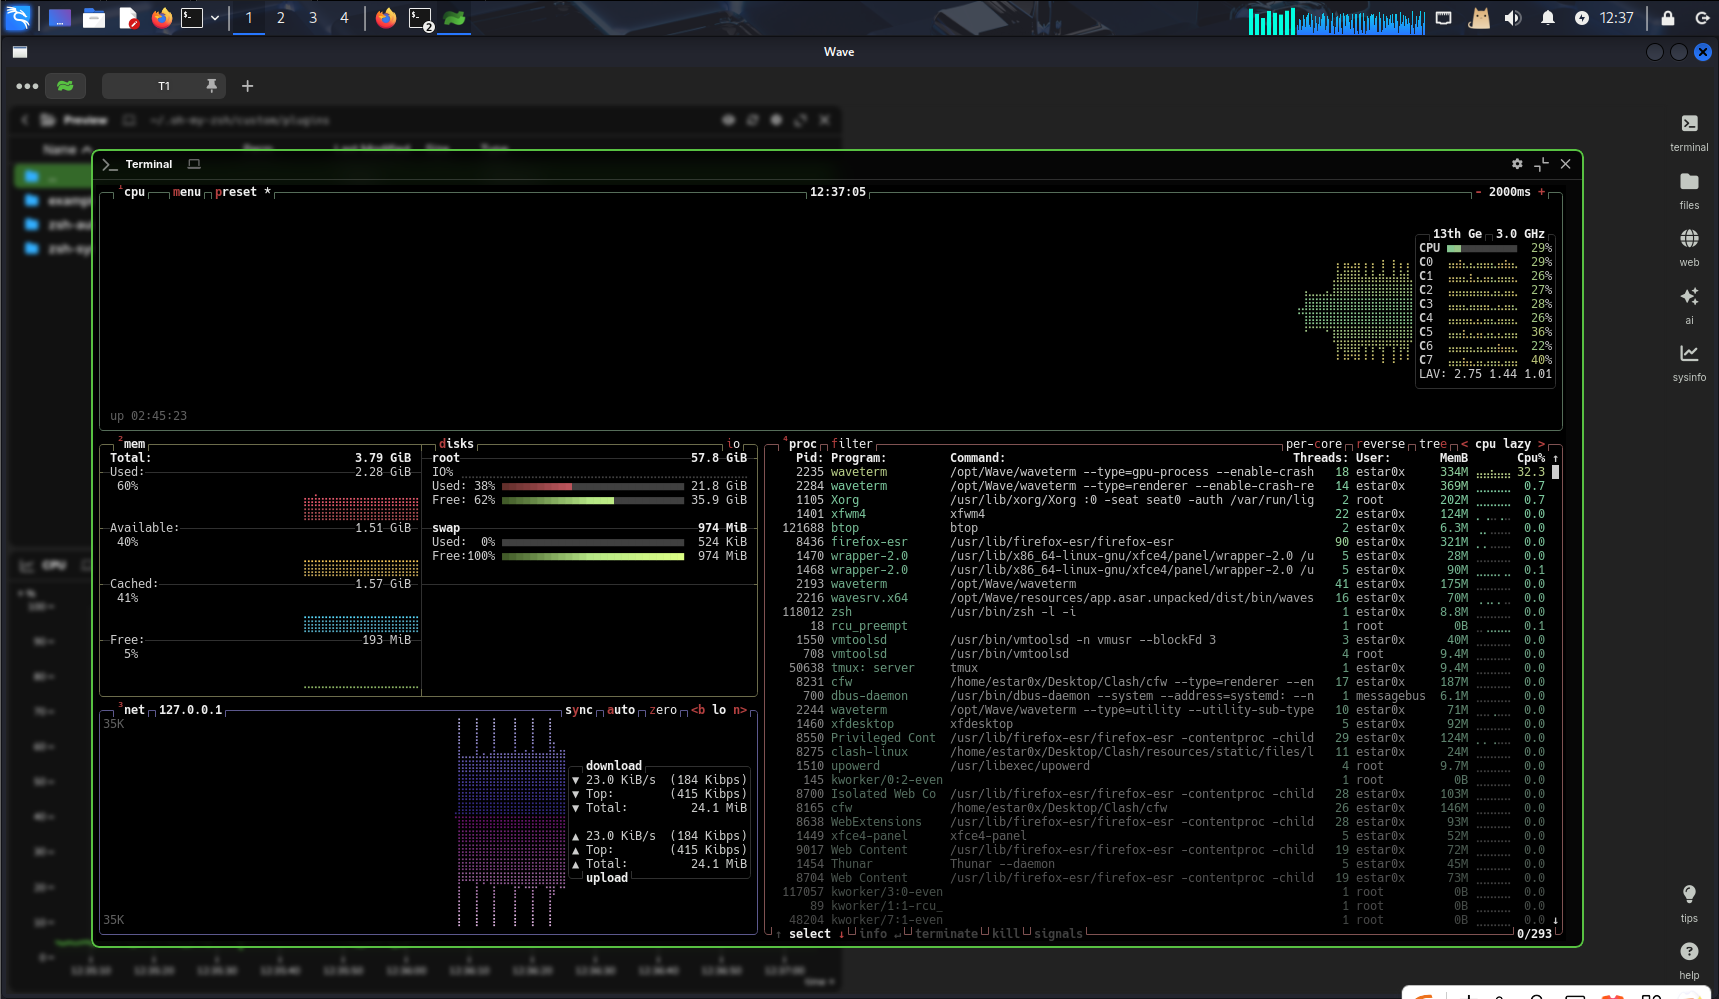 1 2 3 4
2
12:37
Wave
T1
Preview ~/.oh-my-zsh/custom/plugins
Name Perm Last Modified Size Type
terminal
files
web
ai
sysinfo
tips
help
Terminal
1cpu menu preset * 12:37:05 - 2000ms +
13th Ge 3.0 GHz
CPU 29%
C0 29%
C1 26%
C2 27%
C3 28%
C4 26%
C5 36%
C6 22%
C7 40%
LAV: 2.75 1.44 1.01
up 02:45:23
2mem disks io
Total: 3.79 GiB
Used: 2.28 GiB
60%
Available: 1.51 GiB
40%
Cached: 1.57 GiB
41%
Free: 193 MiB
5%
root 57.8 GiB
IO%
Used: 38% 21.8 GiB
Free: 62% 35.9 GiB
swap 974 MiB
Used: 0% 524 KiB
Free:100% 974 MiB
3net 127.0.0.1 sync auto zero <b lo n>
35K
download
▼ 23.0 KiB/s (184 Kibps)
▼ Top: (415 Kibps)
▼ Total: 24.1 MiB
▲ 23.0 KiB/s (184 Kibps)
▲ Top: (415 Kibps)
▲ Total: 24.1 MiB
upload
35K
4proc filter per-core reverse tree < cpu lazy >
Pid: Program: Command: Threads: User: MemB Cpu% ↑
2235 waveterm /opt/Wave/waveterm --type=gpu-process --enable-crash 18 estar0x 334M 32.3
2284 waveterm /opt/Wave/waveterm --type=renderer --enable-crash-re 14 estar0x 369M 0.7
1105 Xorg /usr/lib/xorg/Xorg :0 -seat seat0 -auth /var/run/lig 2 root 202M 0.7
1401 xfwm4 xfwm4 22 estar0x 124M 0.0
121688 btop btop 2 estar0x 6.3M 0.0
8436 firefox-esr /usr/lib/firefox-esr/firefox-esr 90 estar0x 321M 0.0
1470 wrapper-2.0 /usr/lib/x86_64-linux-gnu/xfce4/panel/wrapper-2.0 /u 5 estar0x 28M 0.0
1468 wrapper-2.0 /usr/lib/x86_64-linux-gnu/xfce4/panel/wrapper-2.0 /u 5 estar0x 90M 0.1
2193 waveterm /opt/Wave/waveterm 41 estar0x 175M 0.0
2216 wavesrv.x64 /opt/Wave/resources/app.asar.unpacked/dist/bin/waves 16 estar0x 70M 0.0
118012 zsh /usr/bin/zsh -l -i 1 estar0x 8.8M 0.0
18 rcu_preempt 1 root 0B 0.1
1550 vmtoolsd /usr/bin/vmtoolsd -n vmusr --blockFd 3 3 estar0x 40M 0.0
708 vmtoolsd /usr/bin/vmtoolsd 4 root 9.4M 0.0
50638 tmux: server tmux 1 estar0x 9.4M 0.0
8231 cfw /home/estar0x/Desktop/Clash/cfw --type=renderer --en 17 estar0x 187M 0.0
700 dbus-daemon /usr/bin/dbus-daemon --system --address=systemd: --n 1 messagebus 6.1M 0.0
2244 waveterm /opt/Wave/waveterm --type=utility --utility-sub-type 10 estar0x 71M 0.0
1460 xfdesktop xfdesktop 5 estar0x 92M 0.0
8550 Privileged Cont /usr/lib/firefox-esr/firefox-esr -contentproc -child 29 estar0x 124M 0.0
8275 clash-linux /home/estar0x/Desktop/Clash/resources/static/files/l 11 estar0x 24M 0.0
1510 upowerd /usr/libexec/upowerd 4 root 9.7M 0.0
145 kworker/0:2-even 1 root 0B 0.0
8700 Isolated Web Co /usr/lib/firefox-esr/firefox-esr -contentproc -child 28 estar0x 103M 0.0
8165 cfw /home/estar0x/Desktop/Clash/cfw 26 estar0x 146M 0.0
8638 WebExtensions /usr/lib/firefox-esr/firefox-esr -contentproc -child 28 estar0x 93M 0.0
1449 xfce4-panel xfce4-panel 5 estar0x 52M 0.0
9017 Web Content /usr/lib/firefox-esr/firefox-esr -contentproc -child 19 estar0x 72M 0.0
1454 Thunar Thunar --daemon 5 estar0x 45M 0.0
8704 Web Content /usr/lib/firefox-esr/firefox-esr -contentproc -child 19 estar0x 73M 0.0
117057 kworker/3:0-even 1 root 0B 0.0
89 kworker/1:1-rcu_ 1 root 0B 0.0
48204 kworker/7:1-even 1 root 0B 0.0 ↓
↑ select ↓ info ↵ terminate kill signals 0/293
CPU